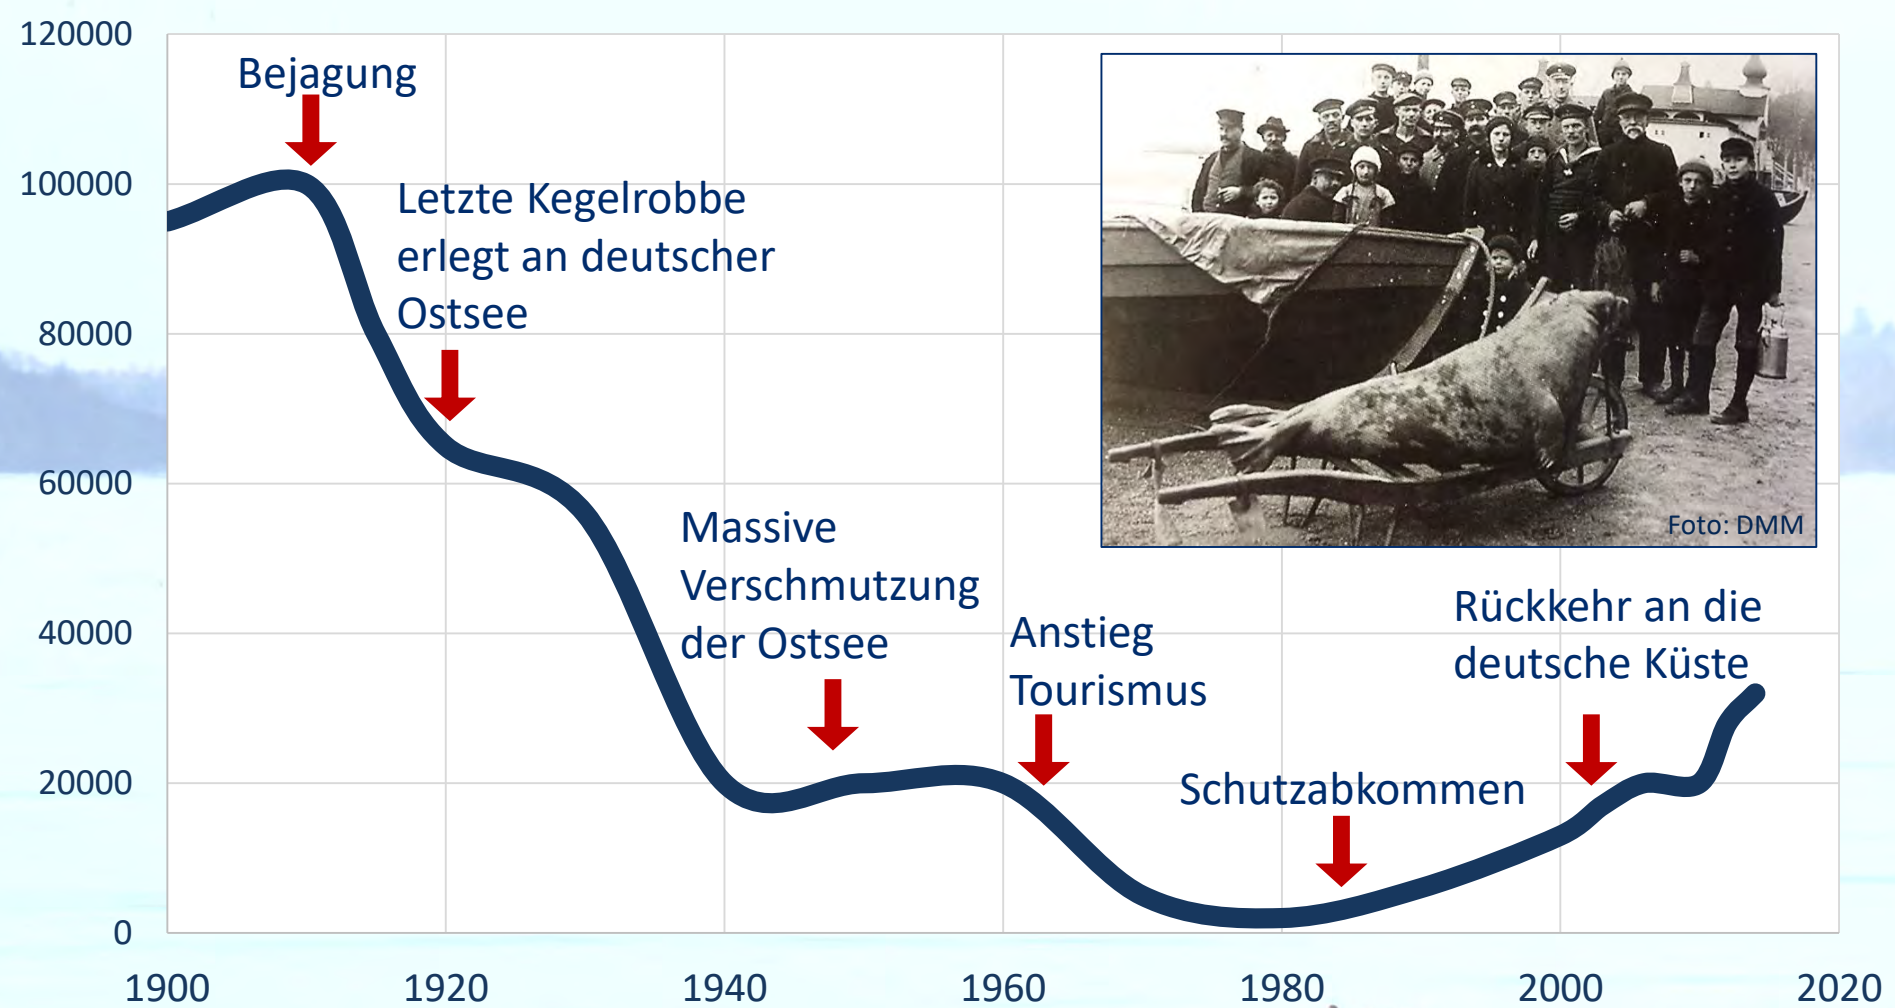 120000
100000
80000
60000
40000
20000
0
Bejagung
Letzte Kegelrobbe
erlegt an deutscher
Ostsee
Massive
Verschmutzung
der Ostsee
Anstieg
Tourismus
Schutzabkommen
Rückkehr an die
deutsche Küste
Foto: DMM
1900
1920
1940
1960
1980
2000
2020